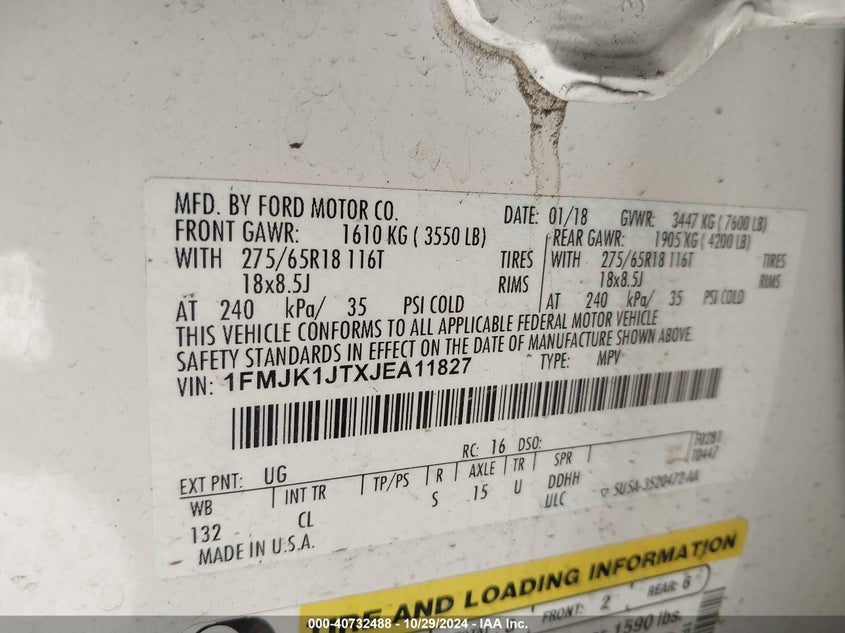 MFD. BY FORD MOTOR CO. DATE: 01/18 GVWR: 3447 KG ( 7600 LB)
FRONT GAWR: 1610 KG ( 3550 LB) REAR GAWR: 1905 KG ( 4200 LB)
WITH 275/65R18 116T TIRES WITH 275/65R18 116T TIRES
18x8.5J RIMS 18x8.5J RIMS
AT 240 kPa/ 35 PSI COLD AT 240 kPa/ 35 PSI COLD
THIS VEHICLE CONFORMS TO ALL APPLICABLE FEDERAL MOTOR VEHICLE
SAFETY STANDARDS IN EFFECT ON THE DATE OF MANUFACTURE SHOWN ABOVE.
VIN: 1FMJK1JTXJEA11827 TYPE: MPV
RC: 16 DSO:
EXT PNT: UG
WB INT TR TP/PS R AXLE TR SPR
132 CL S 15 U DDHH
ULC
MADE IN U.S.A.
TIRE AND LOADING INFORMATION
FRONT: 2 REAR: 6
1590 lbs.
000-40732488 - 10/29/2024 - IAA Inc.